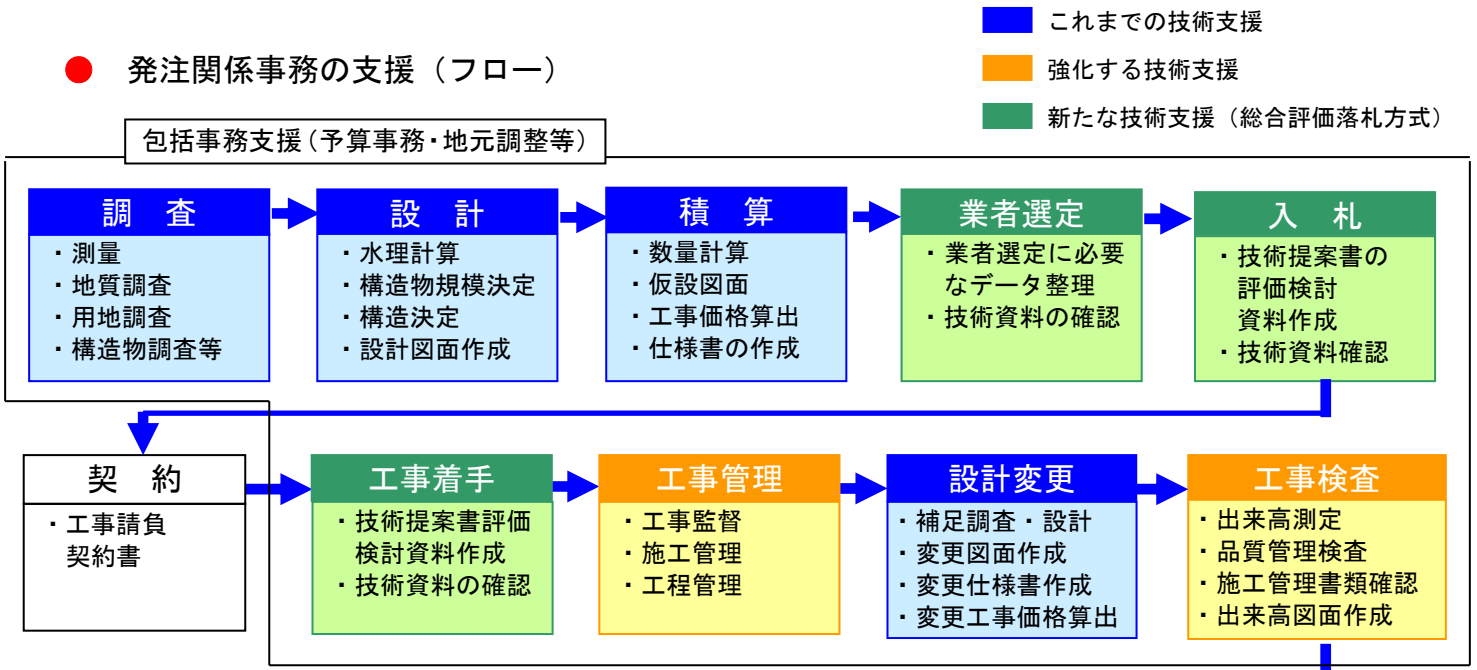 これまでの技術支援
● 発注関係事務の支援（フロー）
強化する技術支援
新たな技術支援（総合評価落札方式）
包括事務支援（予算事務・地元調整等）
調　査
・測量
・地質調査
・用地調査
・構造物調査等
設　計
・水理計算
・構造物規模決定
・構造決定
・設計図面作成
積　算
・数量計算
・仮設図面
・工事価格算出
・仕様書の作成
業者選定
・業者選定に必要
なデータ整理
・技術資料の確認
入　札
・技術提案書の
評価検討
資料作成
・技術資料確認
契　約
・工事請負
契約書
工事着手
・技術提案書評価
検討資料作成
・技術資料の確認
工事管理
・工事監督
・施工管理
・工程管理
設計変更
・補足調査・設計
・変更図面作成
・変更仕様書作成
・変更工事価格算出
工事検査
・出来高測定
・品質管理検査
・施工管理書類確認
・出来高図面作成